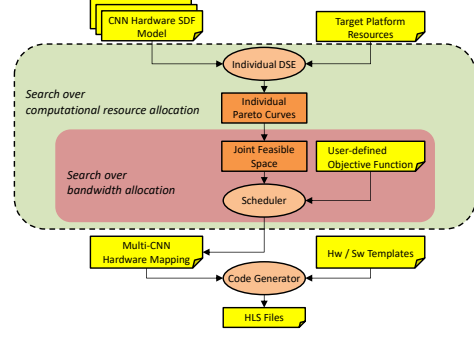 CNN Hardware SDF
Model
Target Platform
Resources
Individual DSE
Search over
computational resource allocation
Individual
Pareto Curves
Joint Feasible
Space
User-defined
Objective Function
Search over
bandwidth allocation
Scheduler
Multi-CNN
Hardware Mapping
Hw / Sw Templates
Code Generator
HLS Files